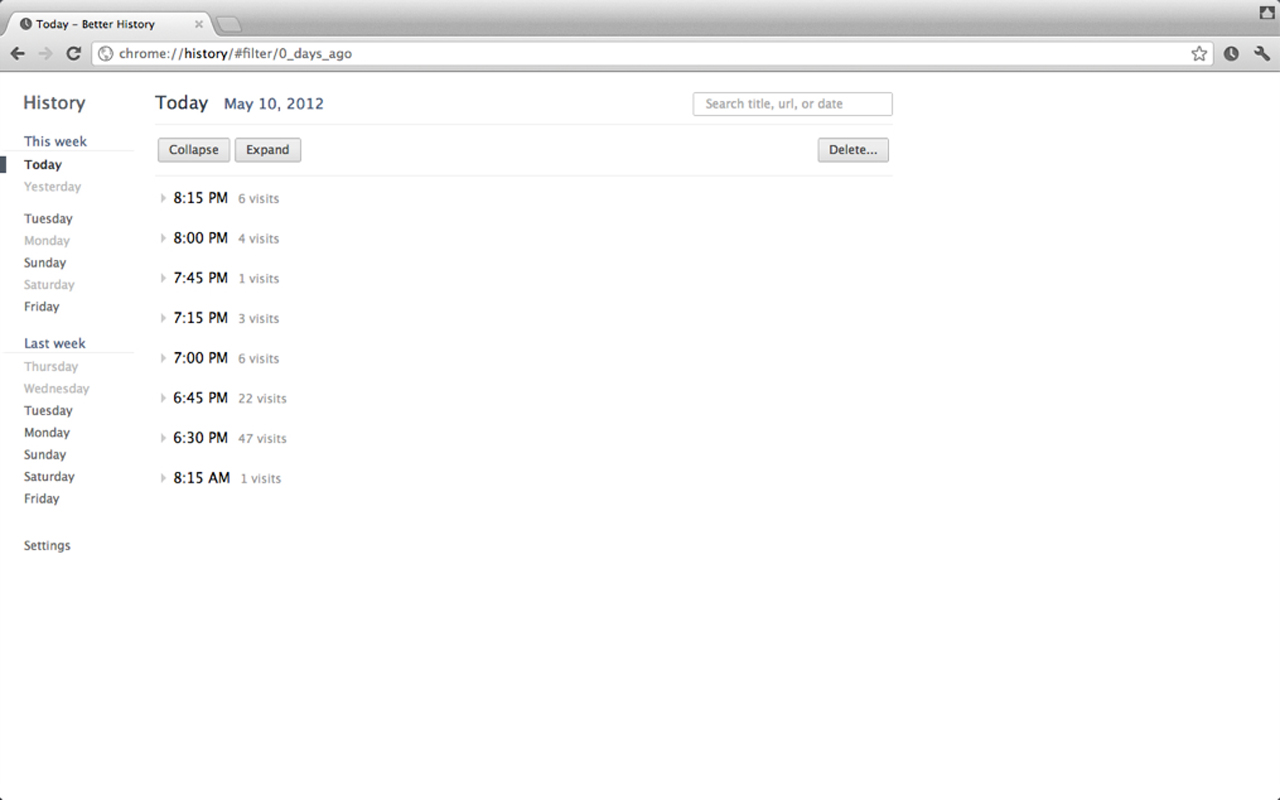 Today – Better History
chrome://history/#filter/0_days_ago
History
This week
Today
Yesterday
Tuesday
Monday
Sunday
Saturday
Friday
Last week
Thursday
Wednesday
Tuesday
Monday
Sunday
Saturday
Friday
Settings
Today May 10, 2012
Search title, url, or date
Collapse Expand Delete...
8:15 PM 6 visits
8:00 PM 4 visits
7:45 PM 1 visits
7:15 PM 3 visits
7:00 PM 6 visits
6:45 PM 22 visits
6:30 PM 47 visits
8:15 AM 1 visits